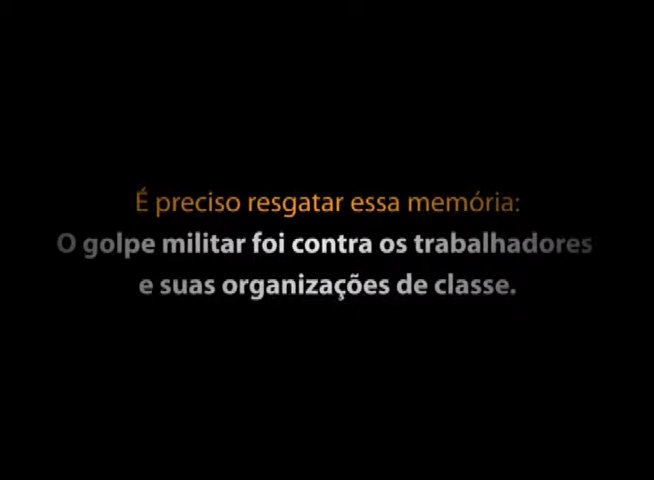 É preciso resgatar essa memória:
O golpe militar foi contra os trabalhadores
e suas organizações de classe.